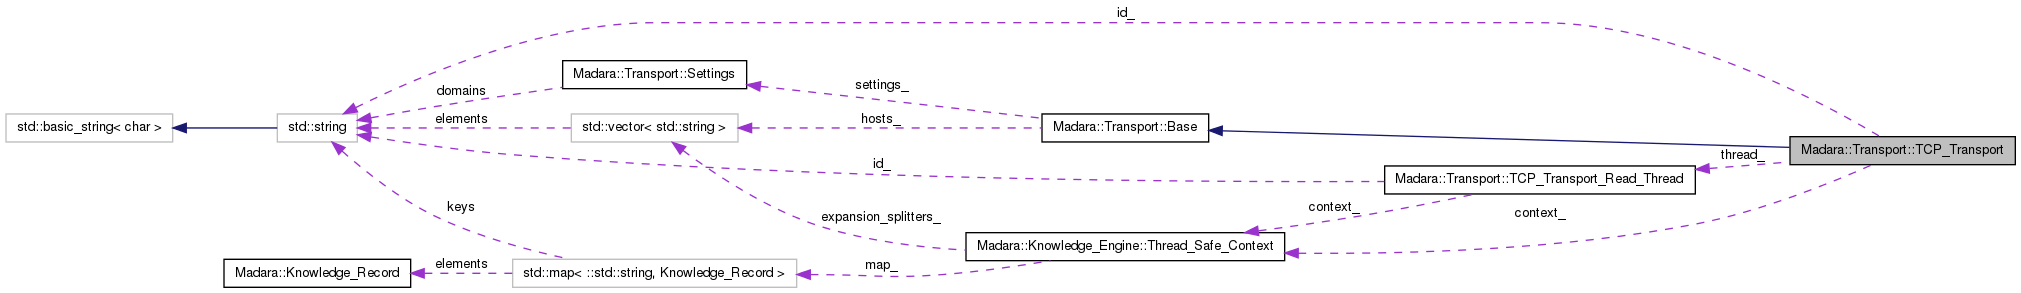 id_
Madara::Transport::Settings
settings_
domains
std::basic_string< char >
std::string
elements
std::vector< std::string >
hosts_
Madara::Transport::Base
Madara::Transport::TCP_Transport
thread_
id_
Madara::Transport::TCP_Transport_Read_Thread
keys
expansion_splitters_
context_
context_
Madara::Knowledge_Engine::Thread_Safe_Context
Madara::Knowledge_Record
elements
std::map< ::std::string, Knowledge_Record >
map_